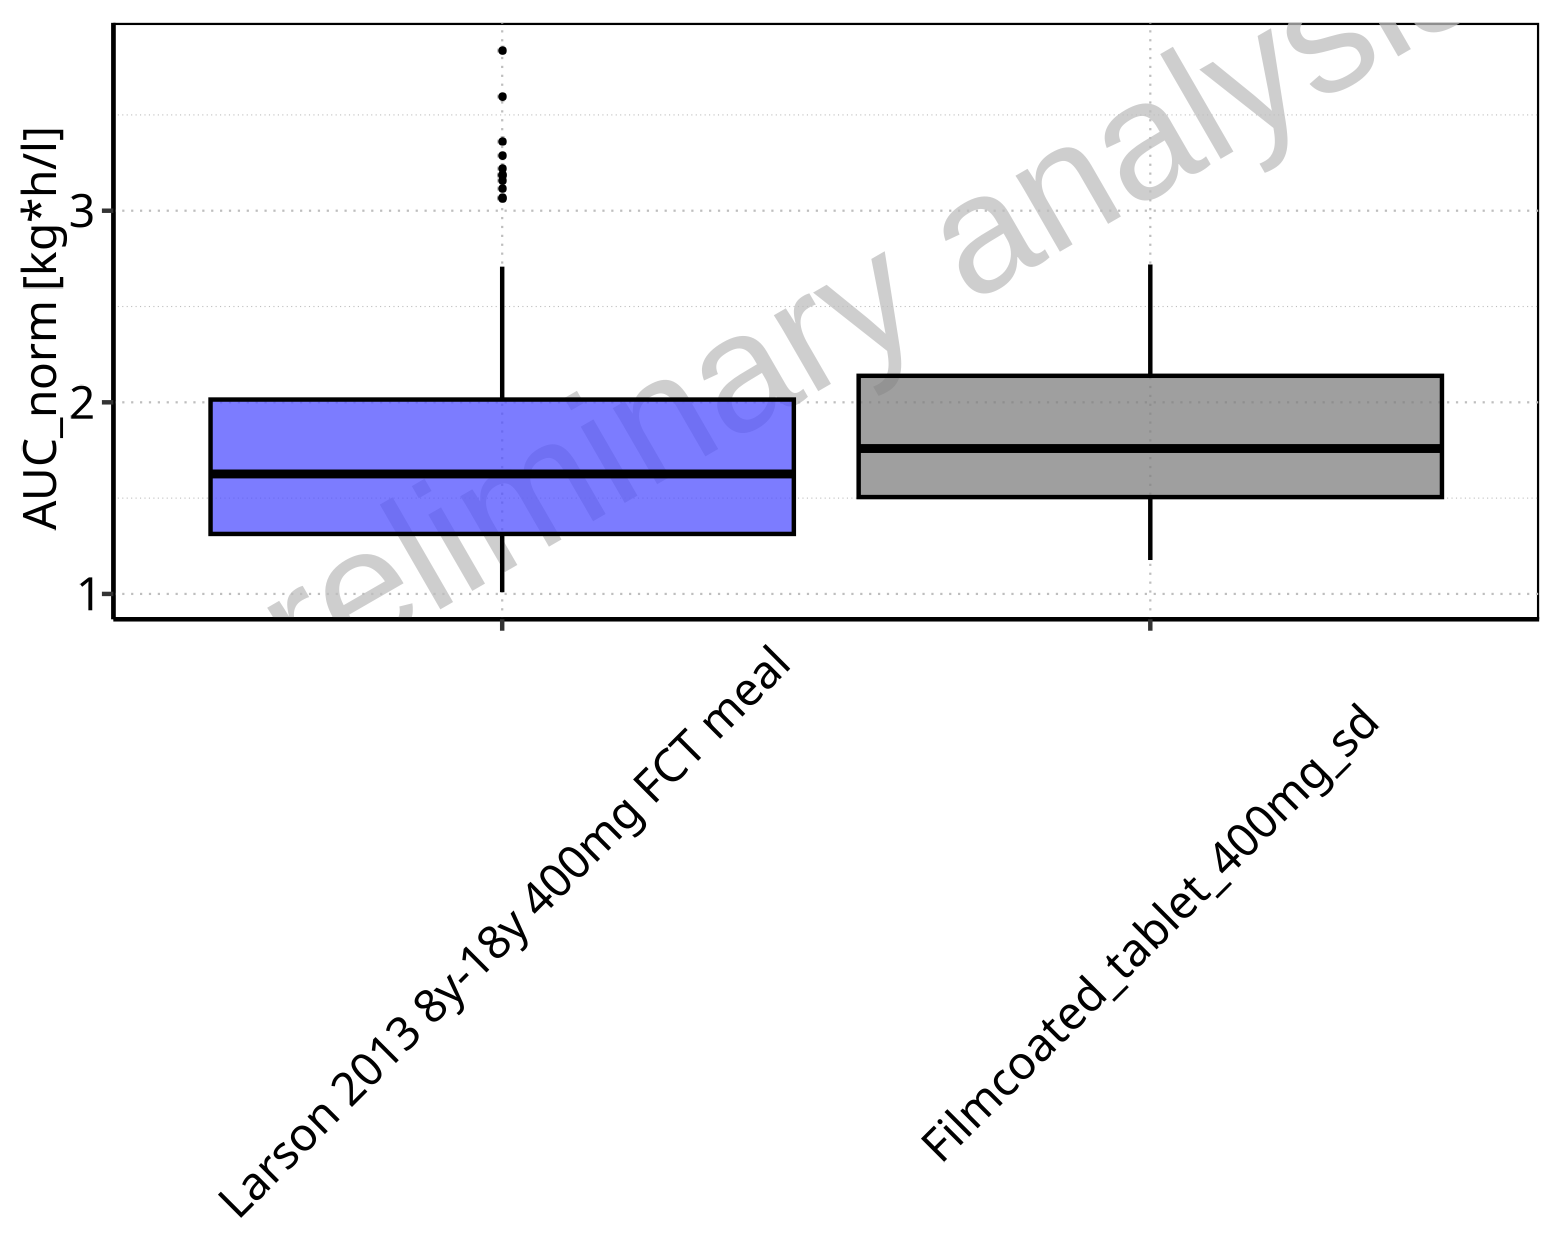 AUC_norm [kg*h/l]
3
2
1
reliminary analysis
Larson 2013 8y-18y 400mg FCT meal
Filmcoated_tablet_400mg_sd